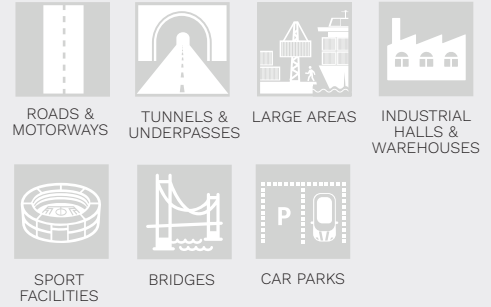 ROADS &
MOTORWAYS
TUNNELS &
UNDERPASSES
LARGE AREAS
INDUSTRIAL
HALLS &
WAREHOUSES
P
SPORT
FACILITIES
BRIDGES
CAR PARKS